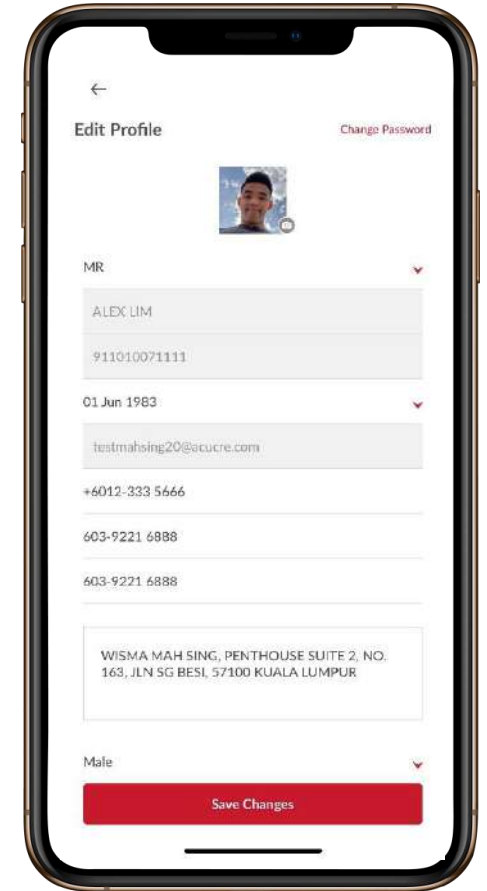 Edit Profile
Change Password
MR
ALEX LIM
911010071111
01 Jun 1983
testmahsing20@acucre.com
+6012-333 5666
603-9221 6888
603-9221 6888
WISMA MAH SING, PENTHOUSE SUITE 2, NO.
163, JLN SG BESI, 57100 KUALA LUMPUR
Male
Save Changes